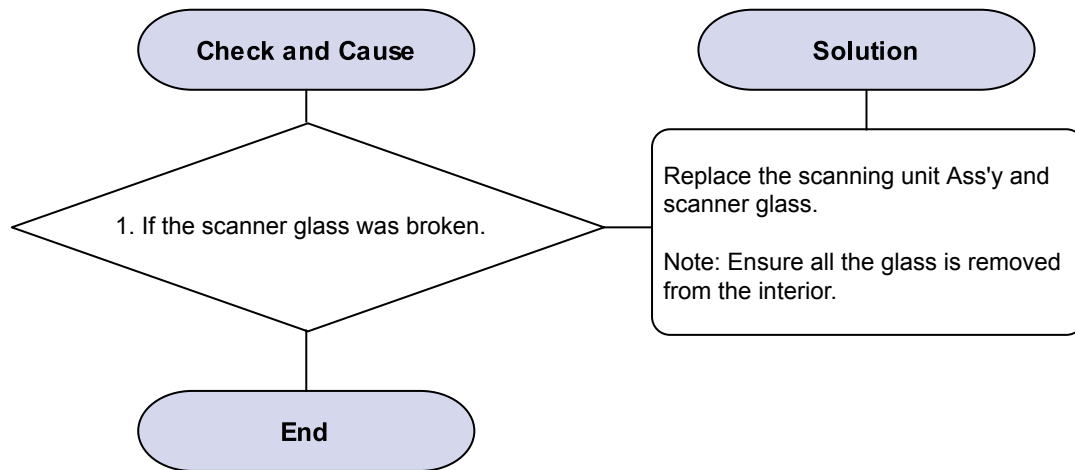 Check and Cause
Solution
1. If the scanner glass was broken.
Replace the scanning unit Ass'y and
scanner glass.
Note: Ensure all the glass is removed
from the interior.
End